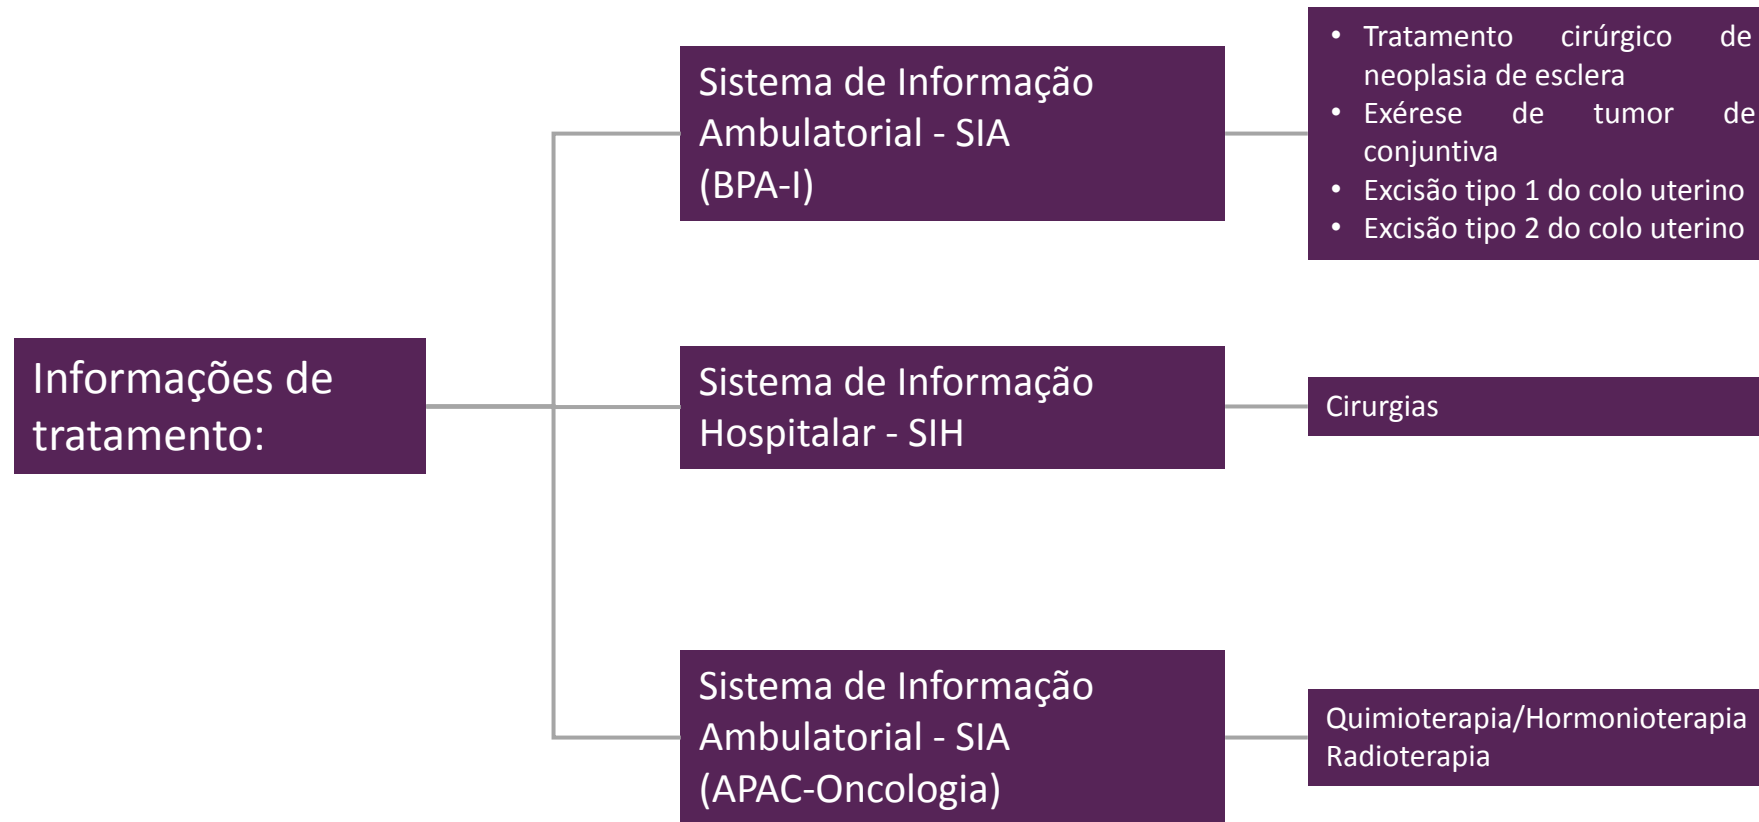 Informações de
tratamento:
Sistema de Informação
Ambulatorial - SIA
(BPA-I)
• Tratamento cirúrgico de
neoplasia de esclera
• Exérese de tumor de
conjuntiva
• Excisão tipo 1 do colo uterino
• Excisão tipo 2 do colo uterino
Sistema de Informação
Hospitalar - SIH
Cirurgias
Sistema de Informação
Ambulatorial - SIA
(APAC-Oncologia)
Quimioterapia/Hormonioterapia
Radioterapia